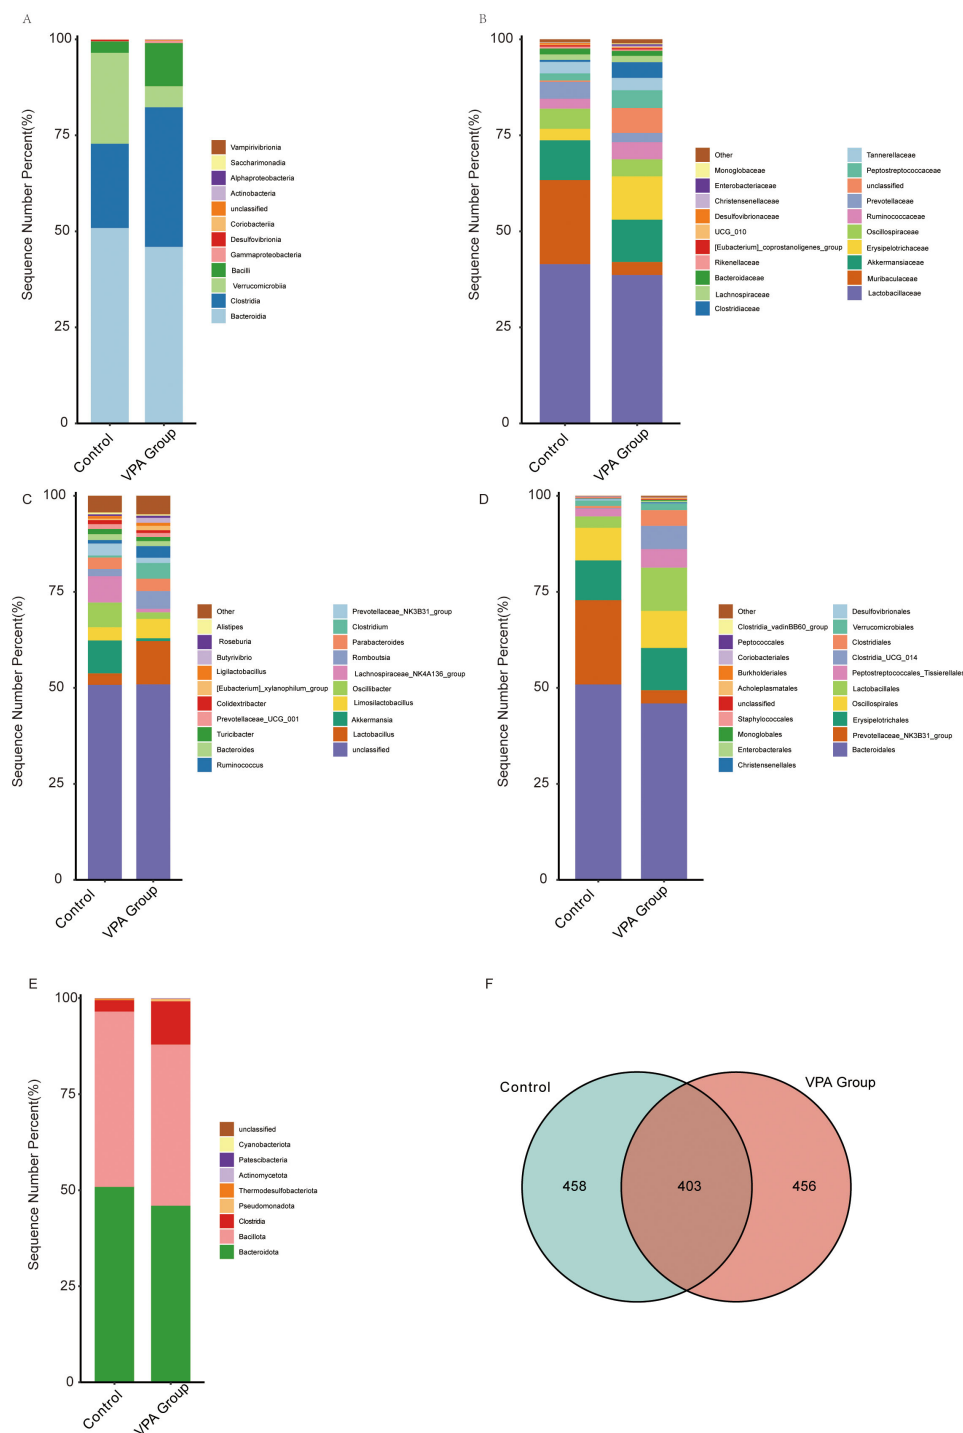 A
Sequence Number Percent(%)
100
75
50
25
0
Control
VPA Group
Vampirivibrionia
Saccharimonadia
Alphaproteobacteria
Actinobacteria
unclassified
Coriobacteriia
Desulfovibrionia
Gammaproteobacteria
Bacilli
Verrucomicrobiia
Clostridia
Bacteroidia
B
Sequence Number Percent(%)
100
75
50
25
0
Control
VPA Group
Other
Monoglobaceae
Enterobacteriaceae
Christensenellaceae
Desulfovibrionaceae
UCG_010
[Eubacterium]_coprostanoligenes_group
Rikenellaceae
Bacteroidaceae
Lachnospiraceae
Clostridiaceae
Tannerellaceae
Peptostreptococcaceae
unclassified
Prevotellaceae
Ruminococcaceae
Oscillospiraceae
Erysipelotrichaceae
Akkermansiaceae
Muribaculaceae
Lactobacillaceae
C
Sequence Number Percent(%)
100
75
50
25
0
Control
VPA Group
Other
Alistipes
Roseburia
Butyrivibrio
Ligilactobacillus
[Eubacterium]_xylanophilum_group
Colidextribacter
Prevotellaceae_UCG_001
Turicibacter
Bacteroides
Ruminococcus
Prevotellaceae_NK3B31_group
Clostridium
Parabacteroides
Romboutsia
Lachnospiraceae_NK4A136_group
Oscillibacter
Limosilactobacillus
Akkermansia
Lactobacillus
unclassified
D
Sequence Number Percent(%)
100
75
50
25
0
Control
VPA Group
Other
Clostridia_vadinBB60_group
Peptococcales
Coriobacteriales
Burkholderiales
Acholeplasmatales
unclassified
Staphylococcales
Monoglobales
Enterobacterales
Christensenellales
Desulfovibrionales
Verrucomicrobiales
Clostridiales
Clostridia_UCG_014
Peptostreptococcales_Tissierellales
Lactobacillales
Oscillospirales
Erysipelotrichales
Prevotellaceae_NK3B31_group
Bacteroidales
E
Sequence Number Percent(%)
100
75
50
25
0
Control
VPA Group
unclassified
Cyanobacteriota
Patescibacteria
Actinomycetota
Thermodesulfobacteriota
Pseudomonadota
Clostridia
Bacillota
Bacteroidota
F
Control
VPA Group
458
403
456